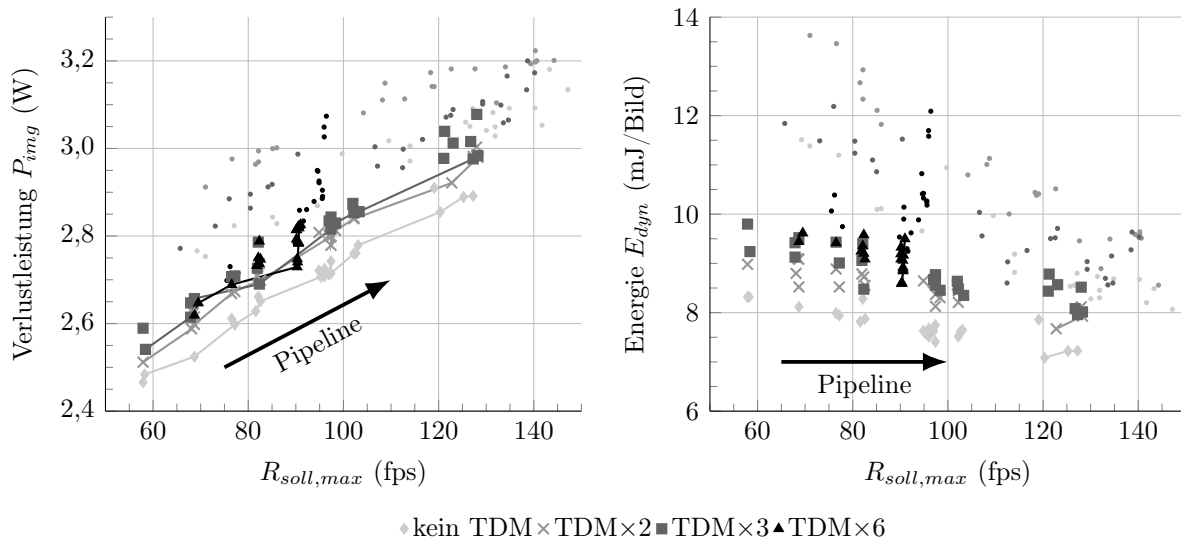 3,2
3,0
2,8
2,6
2,4
60 80 100 120 140
Verlustleistung P_img (W)
R_soll,max (fps)
Pipeline
14
12
10
8
6
60 80 100 120 140
Energie E_dyn (mJ/Bild)
R_soll,max (fps)
Pipeline
kein TDM TDM×2 TDM×3 TDM×6